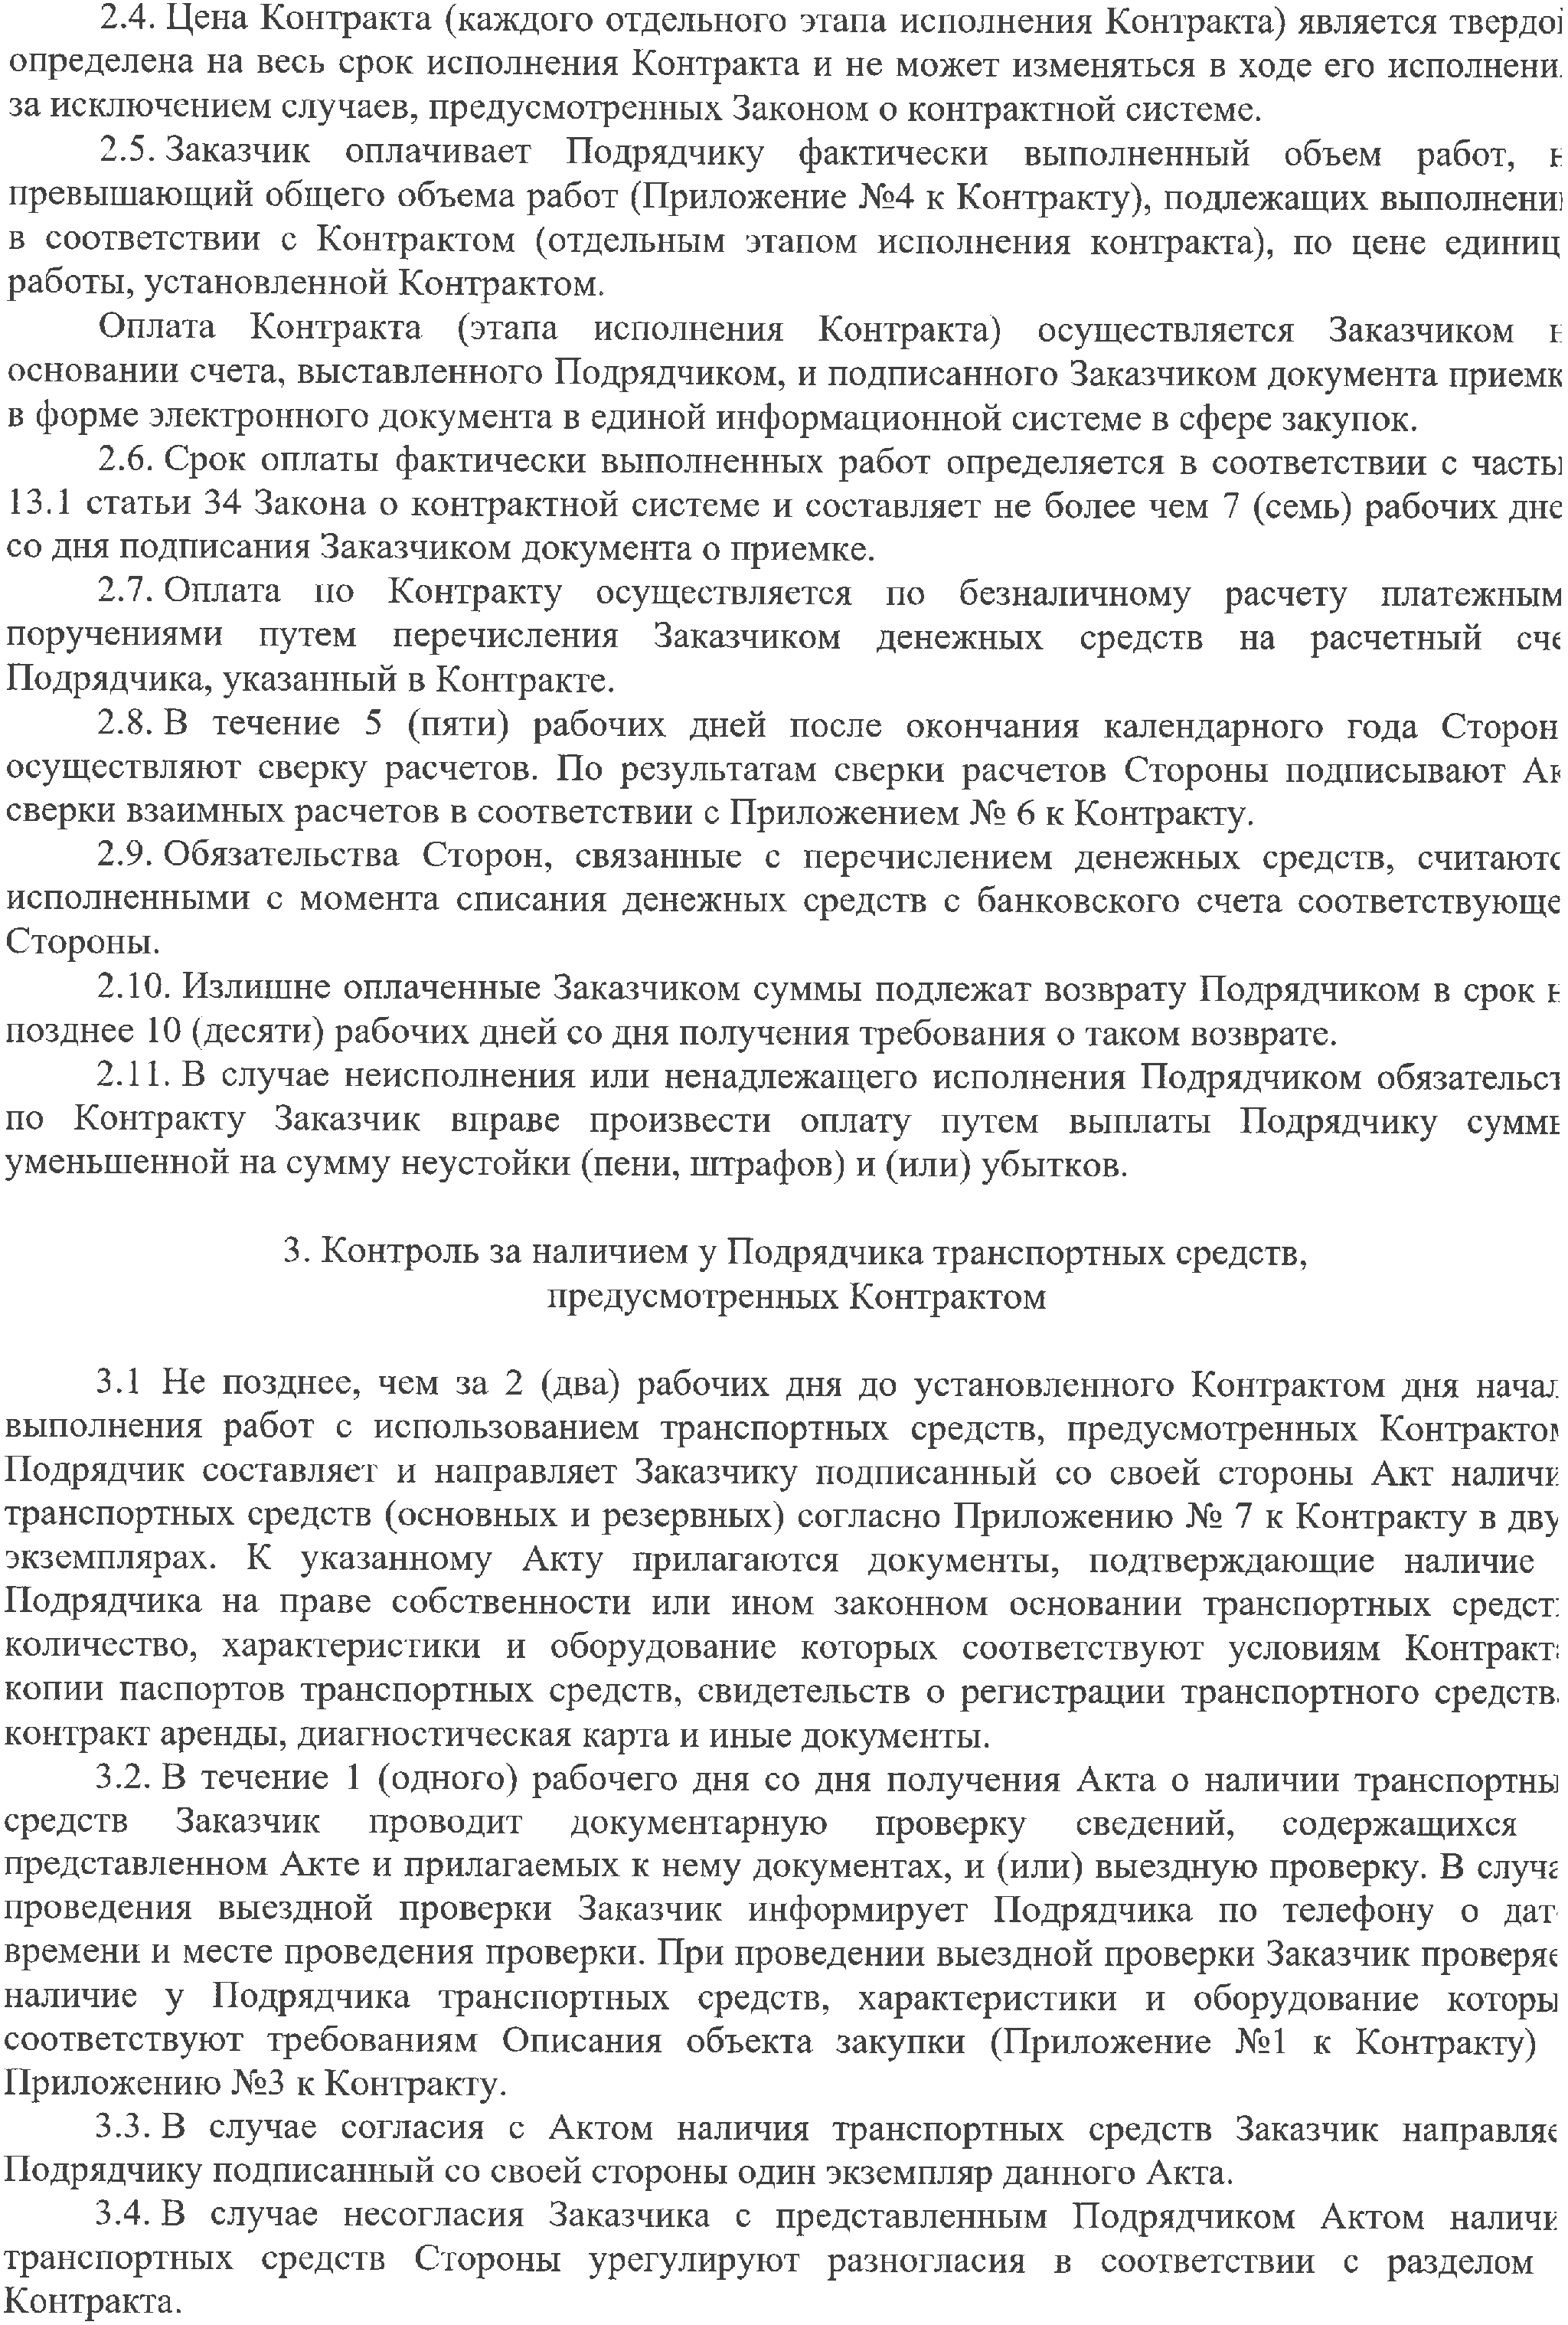 2.4. Цена Контракта (каждого отдельного этапа исполнения Контракта) является
определена на весь срок исполнения Контракта и не может изменяться в ходе его
за исключением случаев, предусмотренных Законом о контрактной системе.
2.5. Заказчик оплачивает Подрядчику фактически выполненный объем работ,
превышающий общего объема работ (Приложение №4 к Контракту), подлежащих
в соответствии с Контрактом (отдельным этапом исполнения контракта), по цене единиц
работы, установленной Контрактом.
Оплата Контракта (этапа исполнения Контракта) осуществляется Заказчиком
основании счета, выставленного Подрядчиком, и подписанного Заказчиком документа приемк
в форме электронного документа в единой информационной системе в сфере закупок.
2.6. Срок оплаты фактически выполненных работ определяется в соответствии с часты
13.1 статьи 34 Закона о контрактной системе и составляет не более чем 7 (семь) рабочих дне
со дня подписания Заказчиком документа о приемке.
2.7. Оплата по Контракту осуществляется по безналичному расчету платежным
поручениями путем перечисления Заказчиком денежных средств на расчетный сче
Подрядчика, указанный в Контракте.
2.8. В течение 5 (пяти) рабочих дней после окончания календарного года Сторон
осуществляют сверку расчетов. По результатам сверки расчетов Стороны подписывают Ак
сверки взаимных расчетов в соответствии с Приложением № 6 к Контракту.
2.9. Обязательства Сторон, связанные с перечислением денежных средств, считаютс
исполненными с момента списания денежных средств с банковского счета соответствующе
Стороны.
2.10. Излишне оплаченные Заказчиком суммы подлежат возврату Подрядчиком в срок
позднее 10 (десяти) рабочих дней со дня получения требования о таком возврате.
2.11. В случае неисполнения или ненадлежащего исполнения Подрядчиком обязательст
по Контракту Заказчик вправе произвести оплату путем выплаты Подрядчику
уменьшенной на сумму неустойки (пени, штрафов) и (или) убытков.
3. Контроль за наличием у Подрядчика транспортных средств,
предусмотренных Контрактом
3.1 Не позднее, чем за 2 (два) рабочих дня до установленного Контрактом дня начал
выполнения работ с использованием транспортных средств, предусмотренных Контрактом
Подрядчик составляет и направляет Заказчику подписанный со своей стороны Акт
транспортных средств (основных и резервных) согласно Приложению № 7 к Контракту в дву
экземплярах. К указанному Акту прилагаются документы, подтверждающие наличие
Подрядчика на праве собственности или ином законном основании транспортных средст
количество, характеристики и оборудование которых соответствуют условиям Контракт
копии паспортов транспортных средств, свидетельств о регистрации транспортного средств
контракт аренды, диагностическая карта и иные документы.
3.2. В течение 1 (одного) рабочего дня со дня получения Акта о наличии транспортны
средств Заказчик проводит документарную проверку сведений, содержащихся
представленном Акте и прилагаемых к нему документах, и (или) выездную проверку. В случа
проведения выездной проверки Заказчик информирует Подрядчика по телефону о дат
времени и месте проведения проверки. При проведении выездной проверки Заказчик проверяе
наличие у Подрядчика транспортных средств, характеристики и оборудование которы
соответствуют требованиям Описания объекта закупки (Приложение №1 к Контракту)
Приложению №3 к Контракту.
3.3. В случае согласия с Актом наличия транспортных средств Заказчик направляе
Подрядчику подписанный со своей стороны один экземпляр данного Акта.
3.4. В случае несогласия Заказчика с представленным Подрядчиком Актом
транспортных средств Стороны урегулируют разногласия в соответствии с разделом
Контракта.